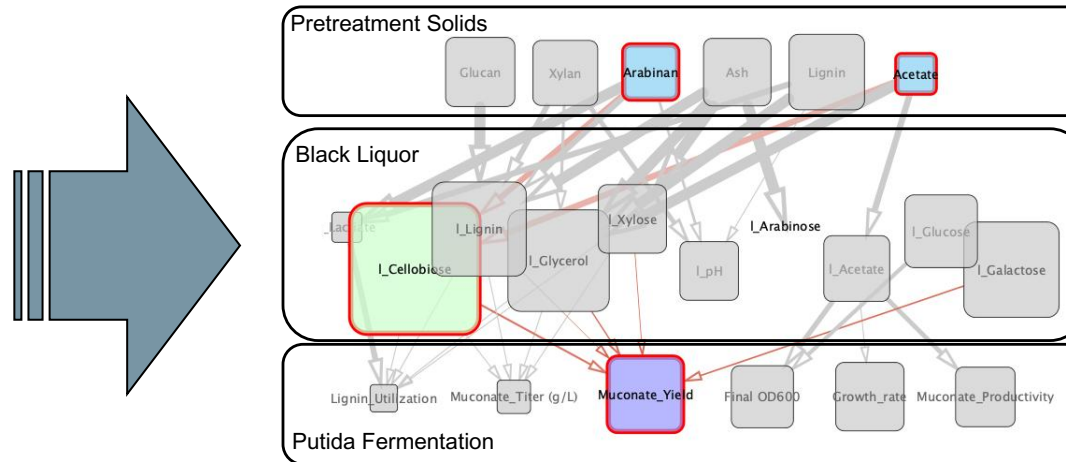 Pretreatment Solids
Glucan
Xylan
Arabinan
Ash
Lignin
Acetate
Black Liquor
l_Lignin
l_Xylose
l_Arabinose
l_Glucose
l_Cellobiose
l_Glycerol
l_pH
l_Acetate
l_Galactose
Lignin_Utilization
Muconate_Titer (g/L)
Muconate_Yield
Final OD600
Growth_rate
Muconate_Productivity
Putida Fermentation